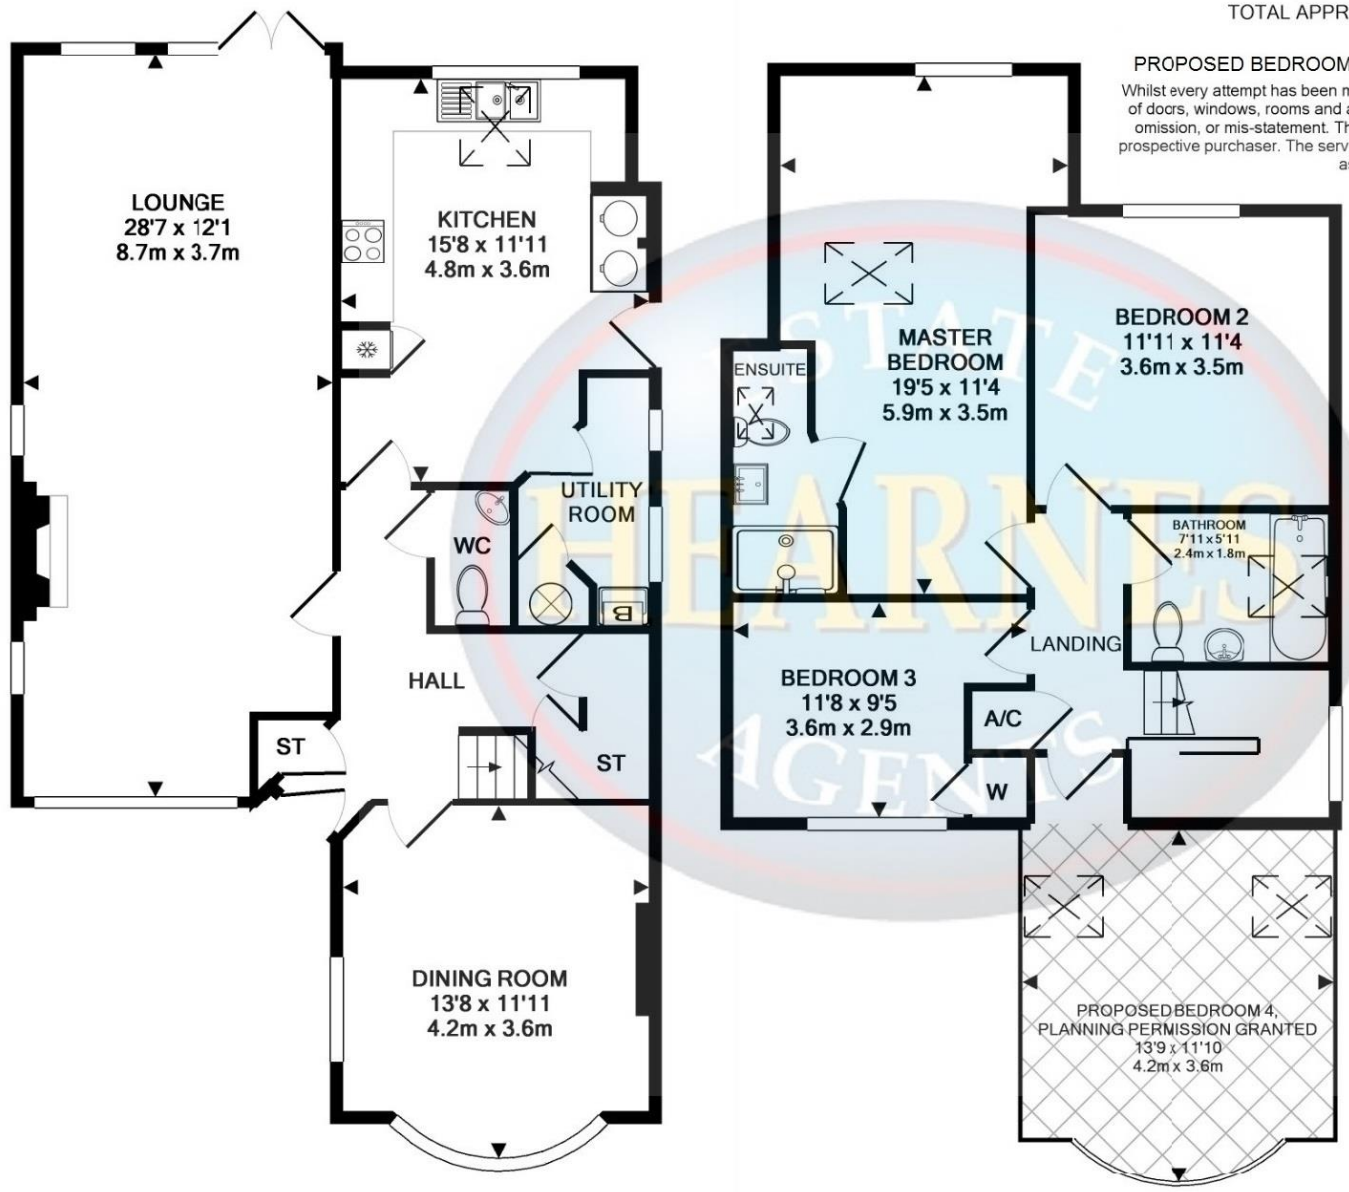 TOTAL APPR
PROPOSED BEDROOM
Whilst every attempt has been m
of doors, windows, rooms and a
omission, or mis-statement. Th
prospective purchaser. The serv
as
LOUNGE
28'7 x 12'1
8.7m x 3.7m
KITCHEN
15'8 x 11'11
4.8m x 3.6m
UTILITY
ROOM
WC
B
HALL
ST
ST
DINING ROOM
13'8 x 11'11
4.2m x 3.6m
MASTER
BEDROOM
19'5 x 11'4
5.9m x 3.5m
ENSUITE
BEDROOM 2
11'11 x 11'4
3.6m x 3.5m
BATHROOM
7'11 x 5'11
2.4m x 1.8m
LANDING
BEDROOM 3
11'8 x 9'5
3.6m x 2.9m
A/C
W
PROPOSED BEDROOM 4,
PLANNING PERMISSION GRANTED
13'9 x 11'10
4.2m x 3.6m
ESTATE
HEARNES
AGENTS